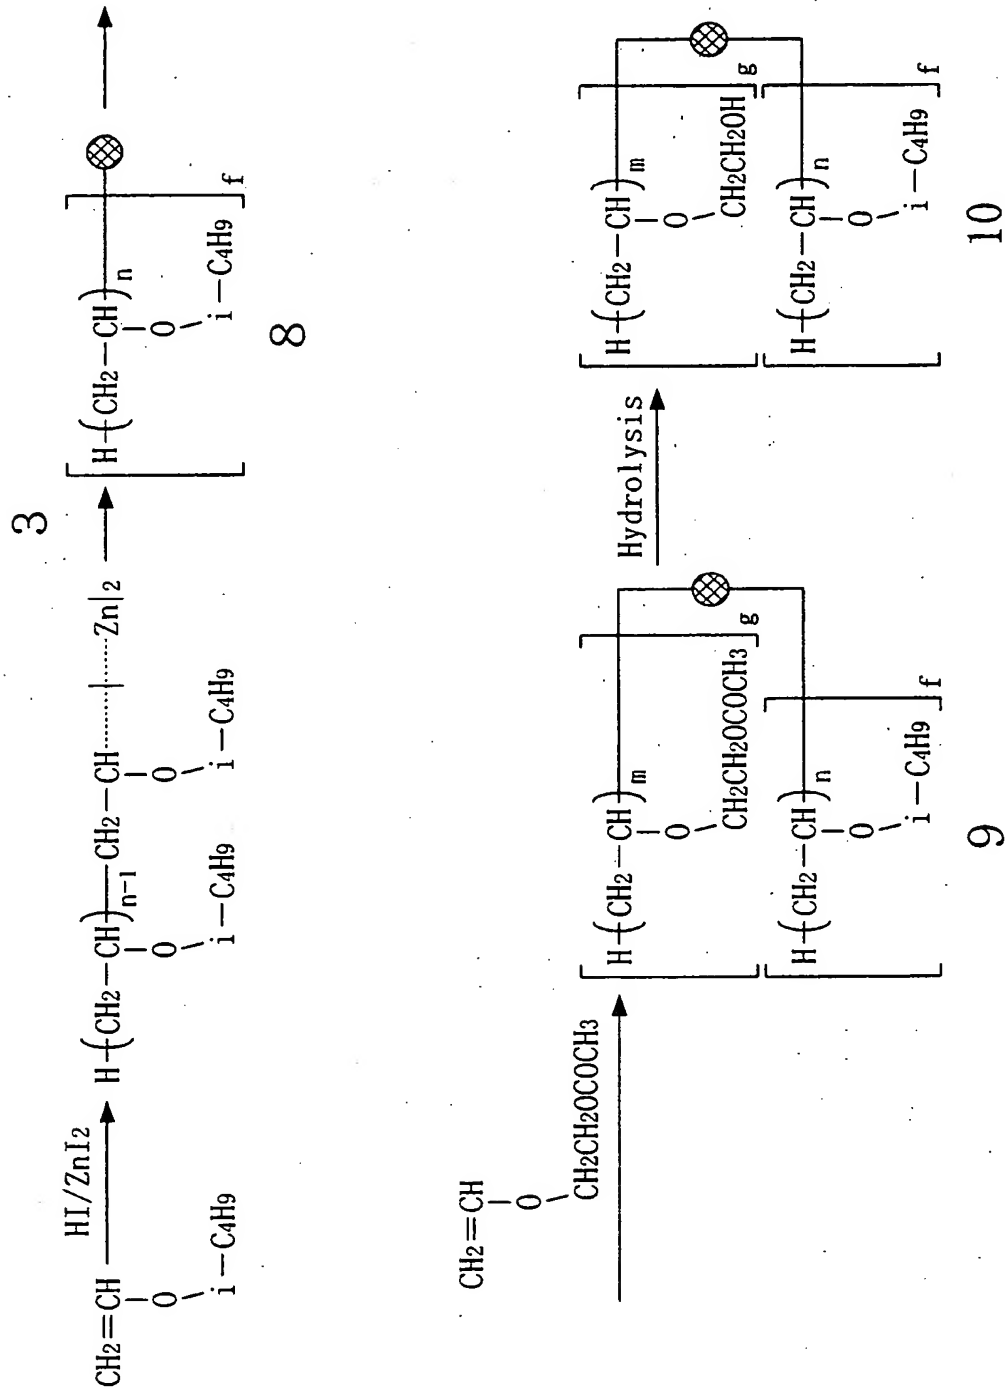 CH2=CH
O
i-C4H9
HI/ZnI2
H-(CH2-CH)n-1-CH2-CH······|······Zn|2
O O
i-C4H9 i-C4H9
3
[H-(CH2-CH)n]f
O
i-C4H9
8
CH2=CH
O
CH2CH2OCOCH3
[H-(CH2-CH)m]g
O
CH2CH2OCOCH3
[H-(CH2-CH)n]f
O
i-C4H9
9
Hydrolysis
[H-(CH2-CH)m]g
O
CH2CH2OH
[H-(CH2-CH)n]f
O
i-C4H9
10